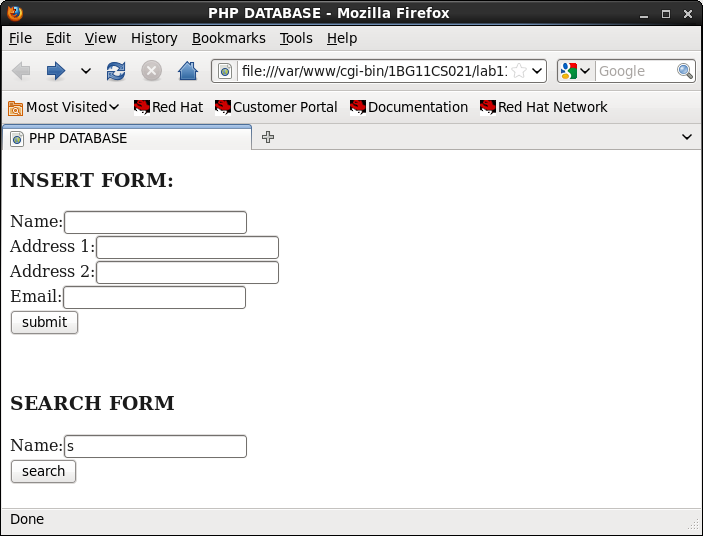 PHP DATABASE - Mozilla Firefox
File Edit View History Bookmarks Tools Help
file:///var/www/cgi-bin/1BG11CS021/lab11 Google
Most Visited Red Hat Customer Portal Documentation Red Hat Network
PHP DATABASE
INSERT FORM:
Name:
Address 1:
Address 2:
Email:
submit
SEARCH FORM
Name:s
search
Done